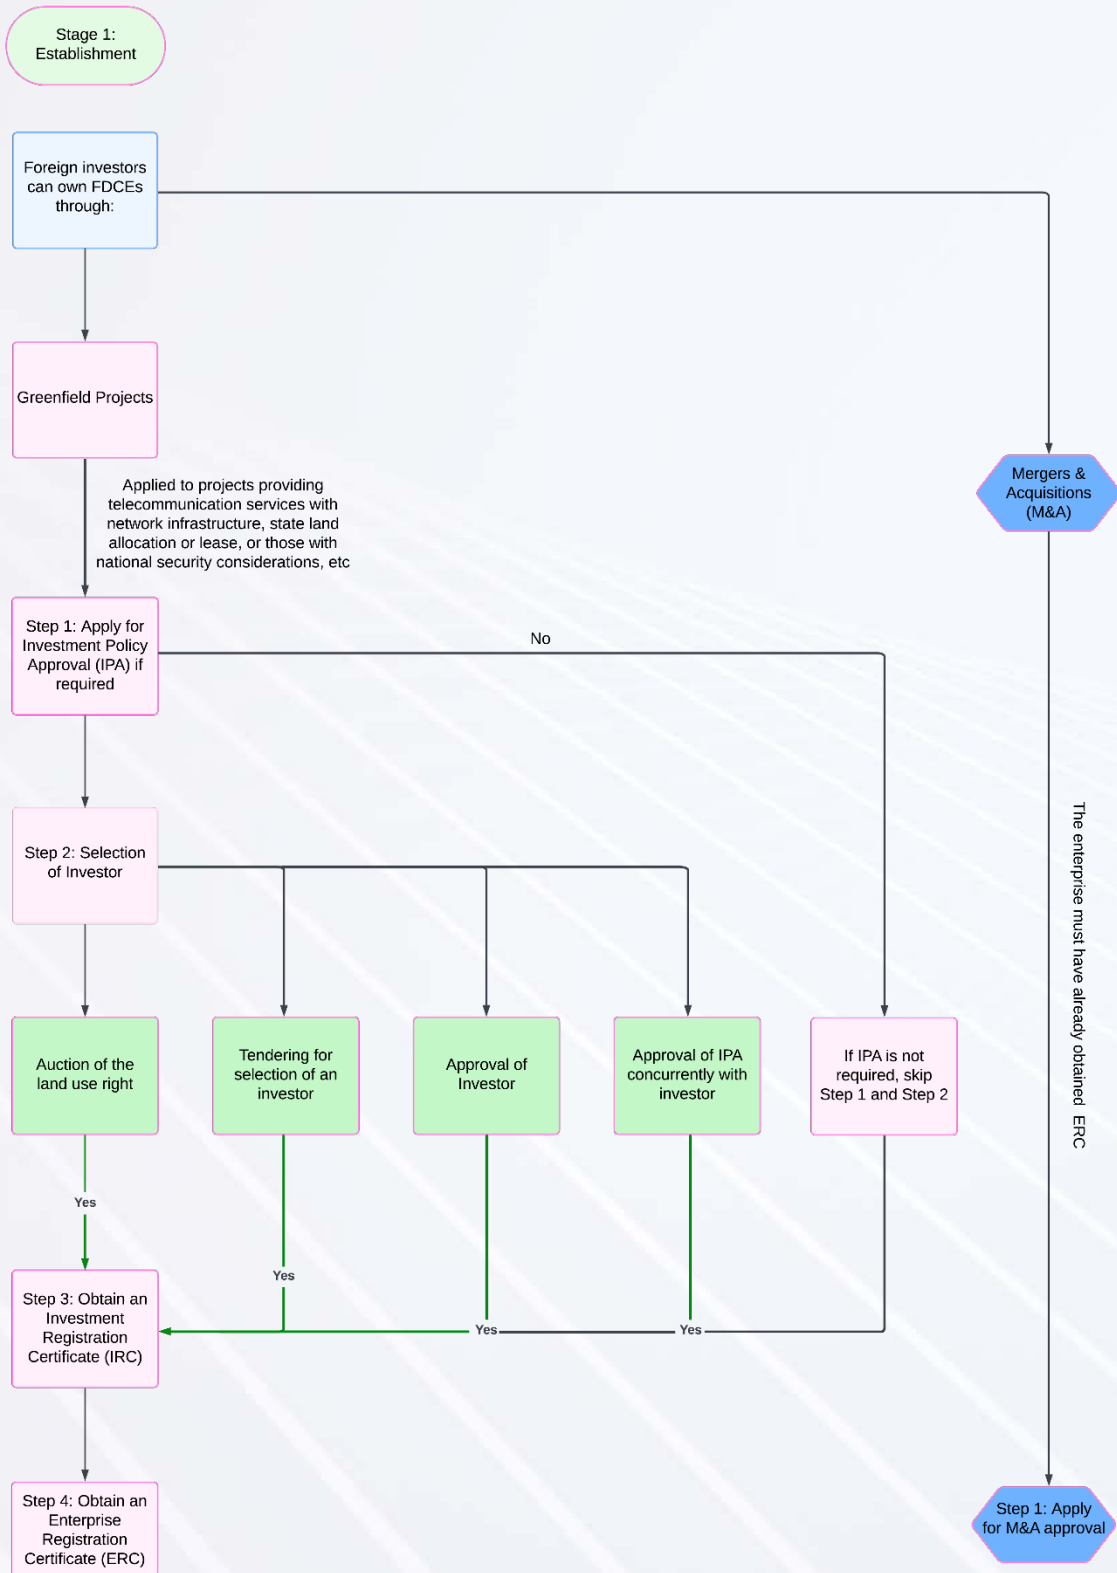 Stage 1:
Establishment
Foreign investors
can own FDCEs
through:
Greenfield Projects
Applied to projects providing
telecommunication services with
network infrastructure, state land
allocation or lease, or those with
national security considerations, etc
Mergers &
Acquisitions
(M&A)
Step 1: Apply for
Investment Policy
Approval (IPA) if
required
No
The enterprise must have already obtained ERC
Step 2: Selection
of Investor
Auction of the
land use right
Tendering for
selection of an
investor
Approval of
Investor
Approval of IPA
concurrently with
investor
If IPA is not
required, skip
Step 1 and Step 2
Yes
Yes
Yes
Yes
Step 3: Obtain an
Investment
Registration
Certificate (IRC)
Step 4: Obtain an
Enterprise
Registration
Certificate (ERC)
Step 1: Apply
for M&A approval